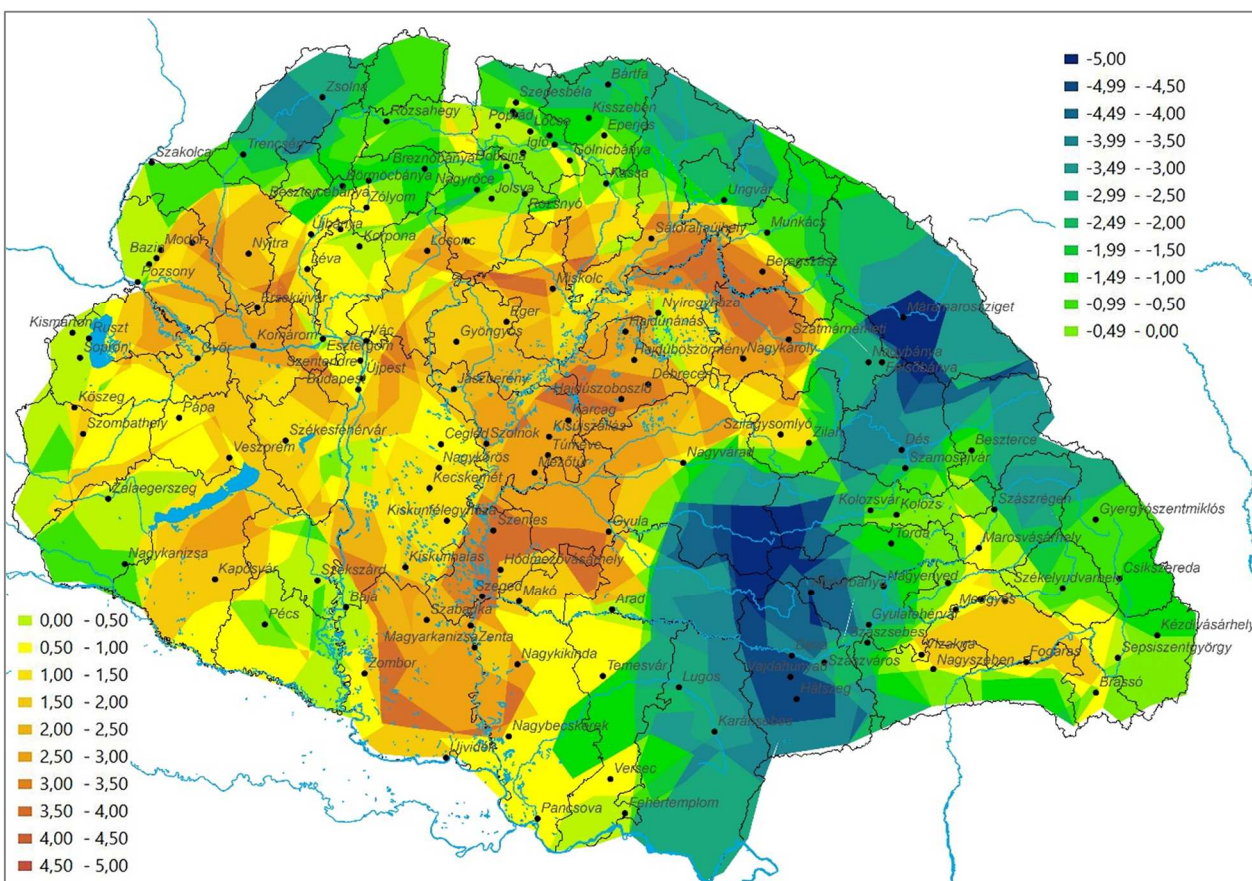 Zsolna
Bártfa
Szepesbéla
Rózsahegy
Poprád
Lőcse
Kisszeben
Eperjes
Igló
Gölnicbánya
Szakolca
Trencsén
Breznóbánya
Dobsina
Körmöcbánya
Nagyrőce
Jolsva
Kassa
Besztercebánya
Zólyom
Rozsnyó
Ungvár
Munkács
Újbánya
Korpona
Losonc
Sátoraljaújhely
Bazin
Modor
Nyitra
Léva
Beregszász
Pozsony
Miskolc
Érsekújvár
Nyíregyháza
Máramarossziget
Kismarton
Ruszt
Sopron
Győr
Komárom
Esztergom
Vác
Eger
Gyöngyös
Hajdúnánás
Szatmárnémeti
Szentendre
Újpest
Hajdúböszörmény
Nagykároly
Nagybánya
Felsőbánya
Budapest
Jászberény
Debrecen
Hajdúszoboszló
Kőszeg
Pápa
Karcag
Szombathely
Székesfehérvár
Cegléd
Szolnok
Kisújszállás
Szilágysomlyó
Zilah
Dés
Beszterce
Veszprém
Nagykőrös
Túrkeve
Mezőtúr
Nagyvárad
Szamosújvár
Kecskemét
Zalaegerszeg
Kiskunfélegyháza
Szentes
Gyula
Kolozsvár
Kolozs
Szászrégen
Gyergyószentmiklós
Torda
Marosvásárhely
Nagykanizsa
Kaposvár
Szekszárd
Kiskunhalas
Hódmezővásárhely
Nagyenyed
Székelyudvarhely
Csíkszereda
Baja
Szeged
Makó
Arad
Medgyes
Pécs
Szabadka
Gyulafehérvár
Szászsebes
Kézdivásárhely
Magyarkanizsa
Zenta
Vízakna
Sepsiszentgyörgy
Zombor
Nagykikinda
Temesvár
Vajdahunyad
Szászváros
Nagyszeben
Fogaras
Lugos
Hátszeg
Brassó
Nagybecskerek
Karánsebes
Újvidék
Versec
Pancsova
Fehértemplom
-5,00
-4,99 - -4,50
-4,49 - -4,00
-3,99 - -3,50
-3,49 - -3,00
-2,99 - -2,50
-2,49 - -2,00
-1,99 - -1,50
-1,49 - -1,00
-0,99 - -0,50
-0,49 - 0,00
0,00 - 0,50
0,50 - 1,00
1,00 - 1,50
1,50 - 2,00
2,00 - 2,50
2,50 - 3,00
3,00 - 3,50
3,50 - 4,00
4,00 - 4,50
4,50 - 5,00